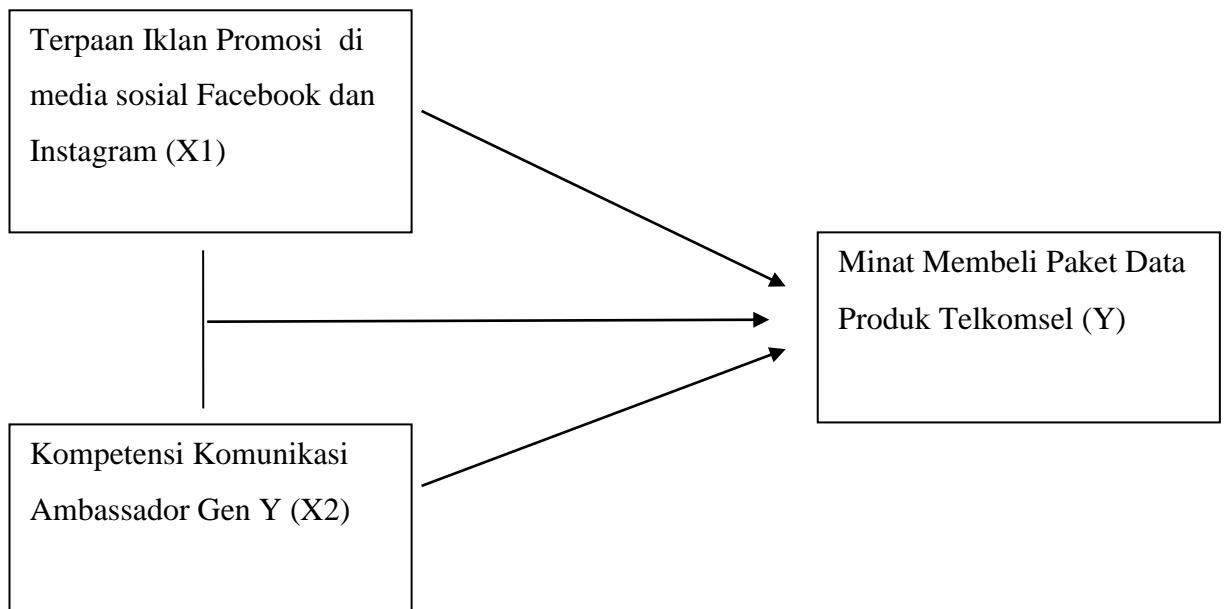 Terpaan Iklan Promosi di
media sosial Facebook dan
Instagram (X1)
Minat Membeli Paket Data
Produk Telkomsel (Y)
Kompetensi Komunikasi
Ambassador Gen Y (X2)